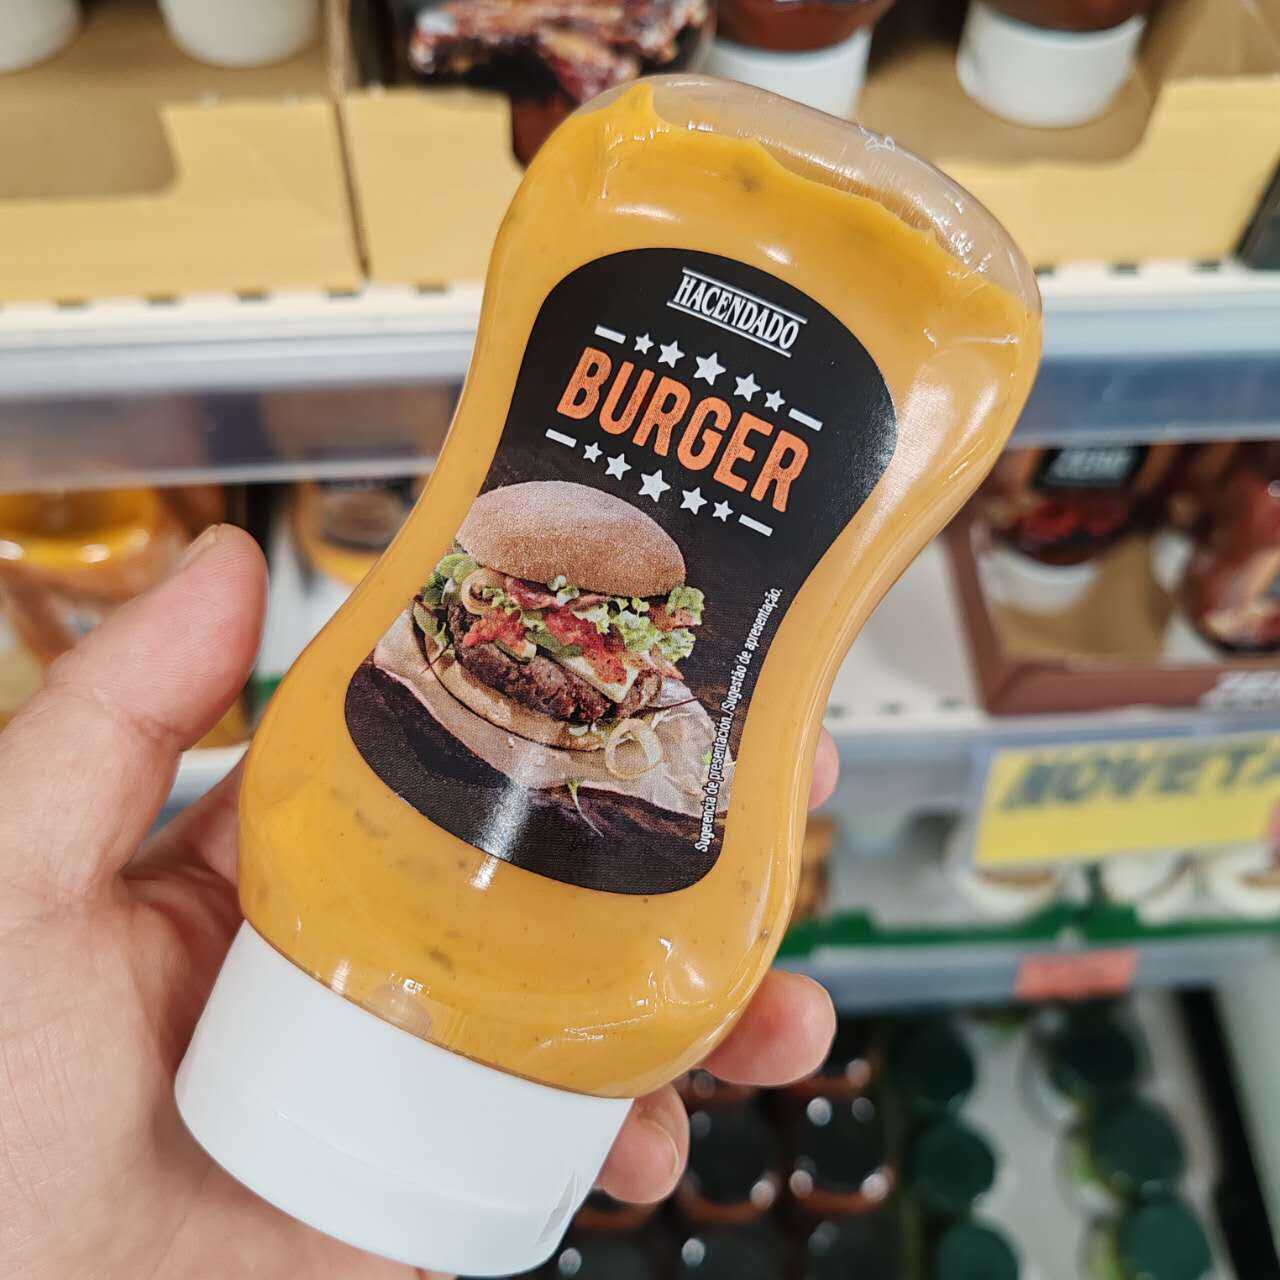 HACENDADO
BURGER
Sugerencia de presentación./Sugestão de apresentação.
NOVETA